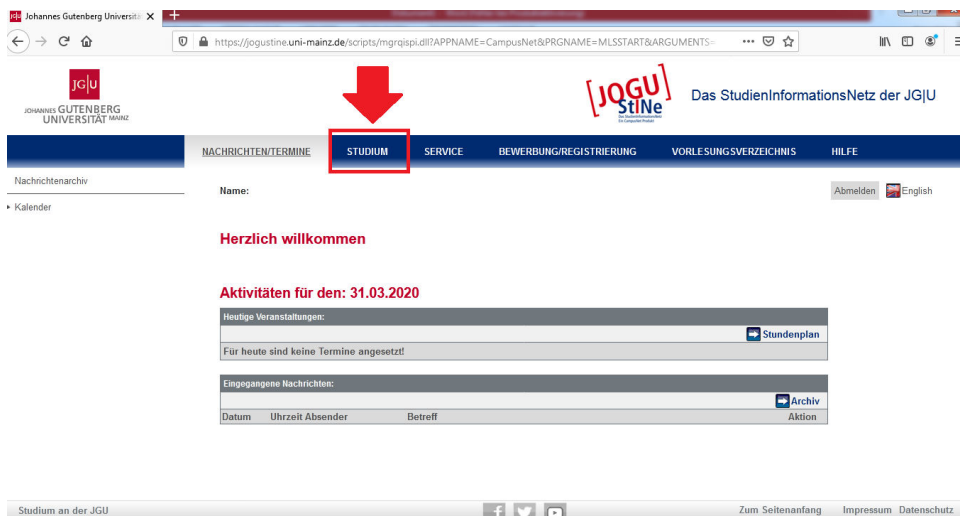 Johannes Gutenberg Universitä
https://jogustine.uni-mainz.de/scripts/mgrqispi.dll?APPNAME=CampusNet&PRGNAME=MLSSTART&ARGUMENTS=
JG|U
JOHANNES GUTENBERG
UNIVERSITÄT MAINZ
JOGU
StINe
Das StudienInformationsNetz der JG|U
NACHRICHTEN/TERMINE STUDIUM SERVICE BEWERBUNG/REGISTRIERUNG VORLESUNGSVERZEICHNIS HILFE
Nachrichtenarchiv
Kalender
Name:
Abmelden English
Herzlich willkommen
Aktivitäten für den: 31.03.2020
Heutige Veranstaltungen:
Stundenplan
Für heute sind keine Termine angesetzt!
Eingegangene Nachrichten:
Archiv
Datum Uhrzeit Absender Betreff Aktion
Studium an der JGU Zum Seitenanfang Impressum Datenschutz